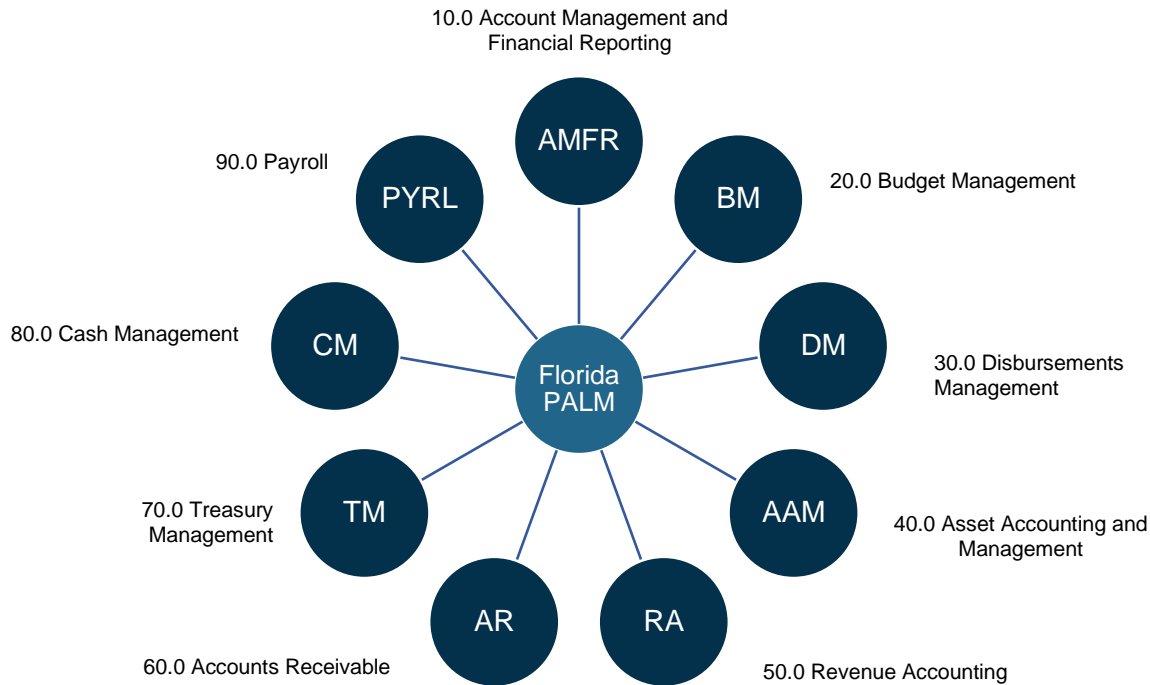 10.0 Account Management and
Financial Reporting
AMFR
90.0 Payroll
PYRL
BM
20.0 Budget Management
80.0 Cash Management
CM
Florida
PALM
DM
30.0 Disbursements
Management
70.0 Treasury
Management
TM
AAM
40.0 Asset Accounting and
Management
AR
RA
60.0 Accounts Receivable
50.0 Revenue Accounting